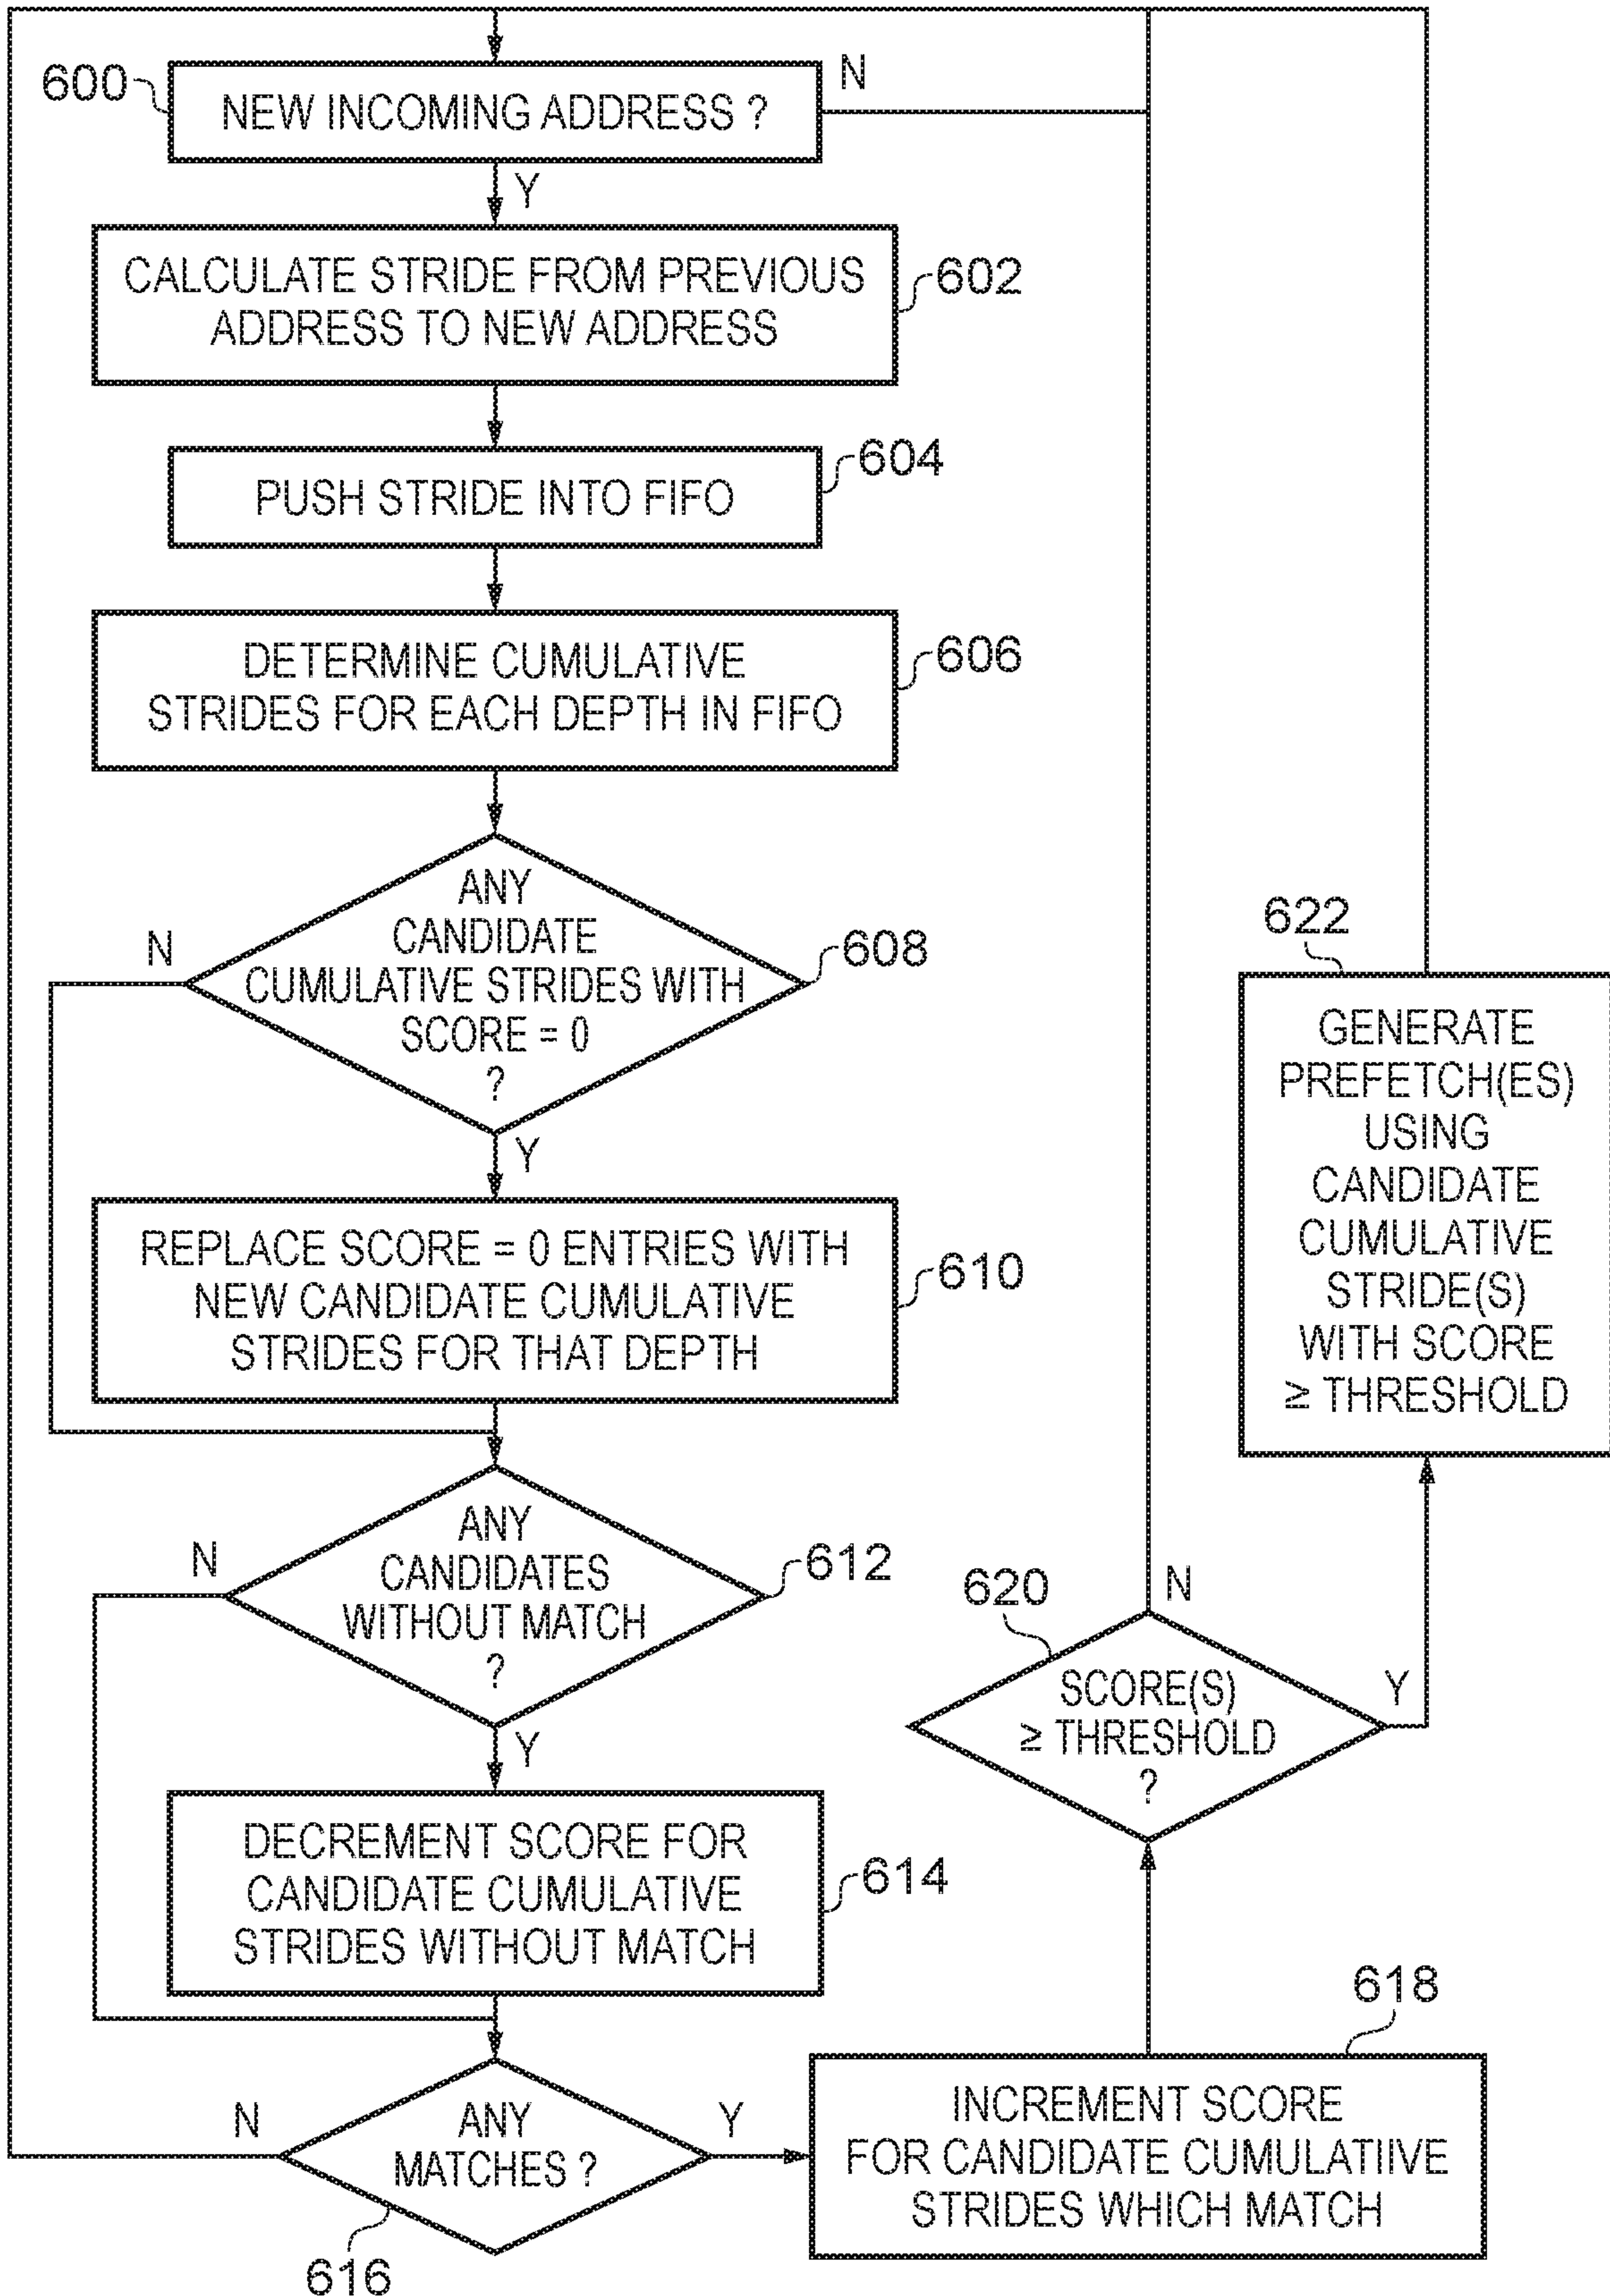 600
NEW INCOMING ADDRESS ?
N
Y
CALCULATE STRIDE FROM PREVIOUS
ADDRESS TO NEW ADDRESS
602
PUSH STRIDE INTO FIFO
604
DETERMINE CUMULATIVE
STRIDES FOR EACH DEPTH IN FIFO
606
ANY
CANDIDATE
CUMULATIVE STRIDES WITH
SCORE = 0
?
608
N
Y
REPLACE SCORE = 0 ENTRIES WITH
NEW CANDIDATE CUMULATIVE
STRIDES FOR THAT DEPTH
610
ANY
CANDIDATES
WITHOUT MATCH
?
612
N
Y
DECREMENT SCORE FOR
CANDIDATE CUMULATIVE
STRIDES WITHOUT MATCH
614
ANY
MATCHES ?
616
N
Y
INCREMENT SCORE
FOR CANDIDATE CUMULATIIVE
STRIDES WHICH MATCH
618
SCORE(S)
≥ THRESHOLD
?
620
N
Y
622
GENERATE
PREFETCH(ES)
USING
CANDIDATE
CUMULATIVE
STRIDE(S)
WITH SCORE
≥ THRESHOLD